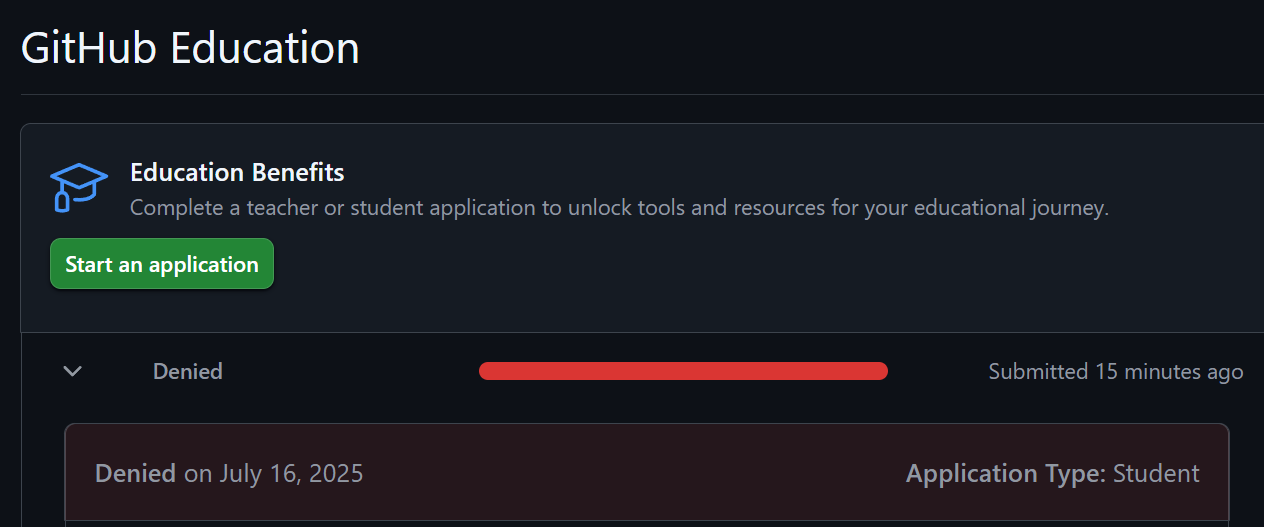 GitHub Education
Education Benefits
Complete a teacher or student application to unlock tools and resources for your educational journey.
Start an application
Denied
Submitted 15 minutes ago
Denied on July 16, 2025
Application Type: Student